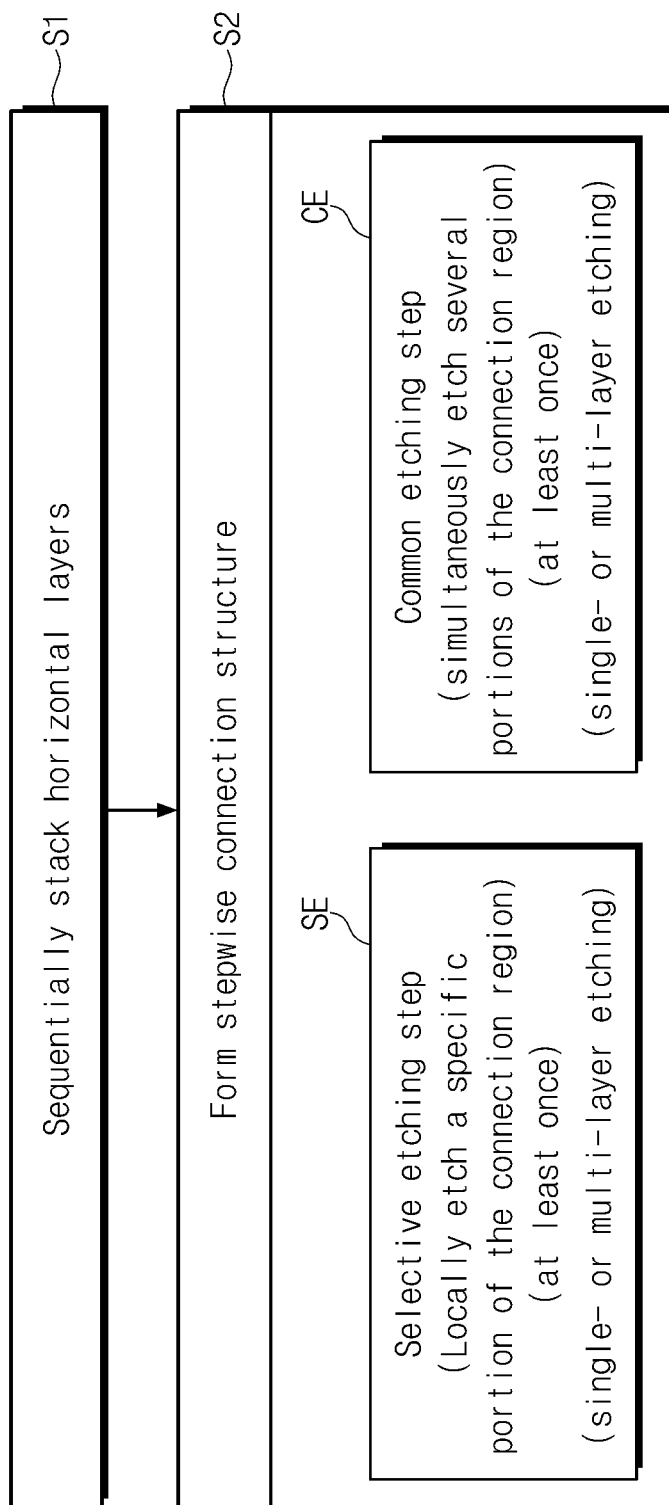 Sequentially stack horizontal layers
S1
Form stepwise connection structure
S2
SE
Selective etching step
(Locally etch a specific
portion of the connection region)
(at least once)
(single- or multi-layer etching)
CE
Common etching step
(simultaneously etch several
portions of the connection region)
(at least once)
(single- or multi-layer etching)